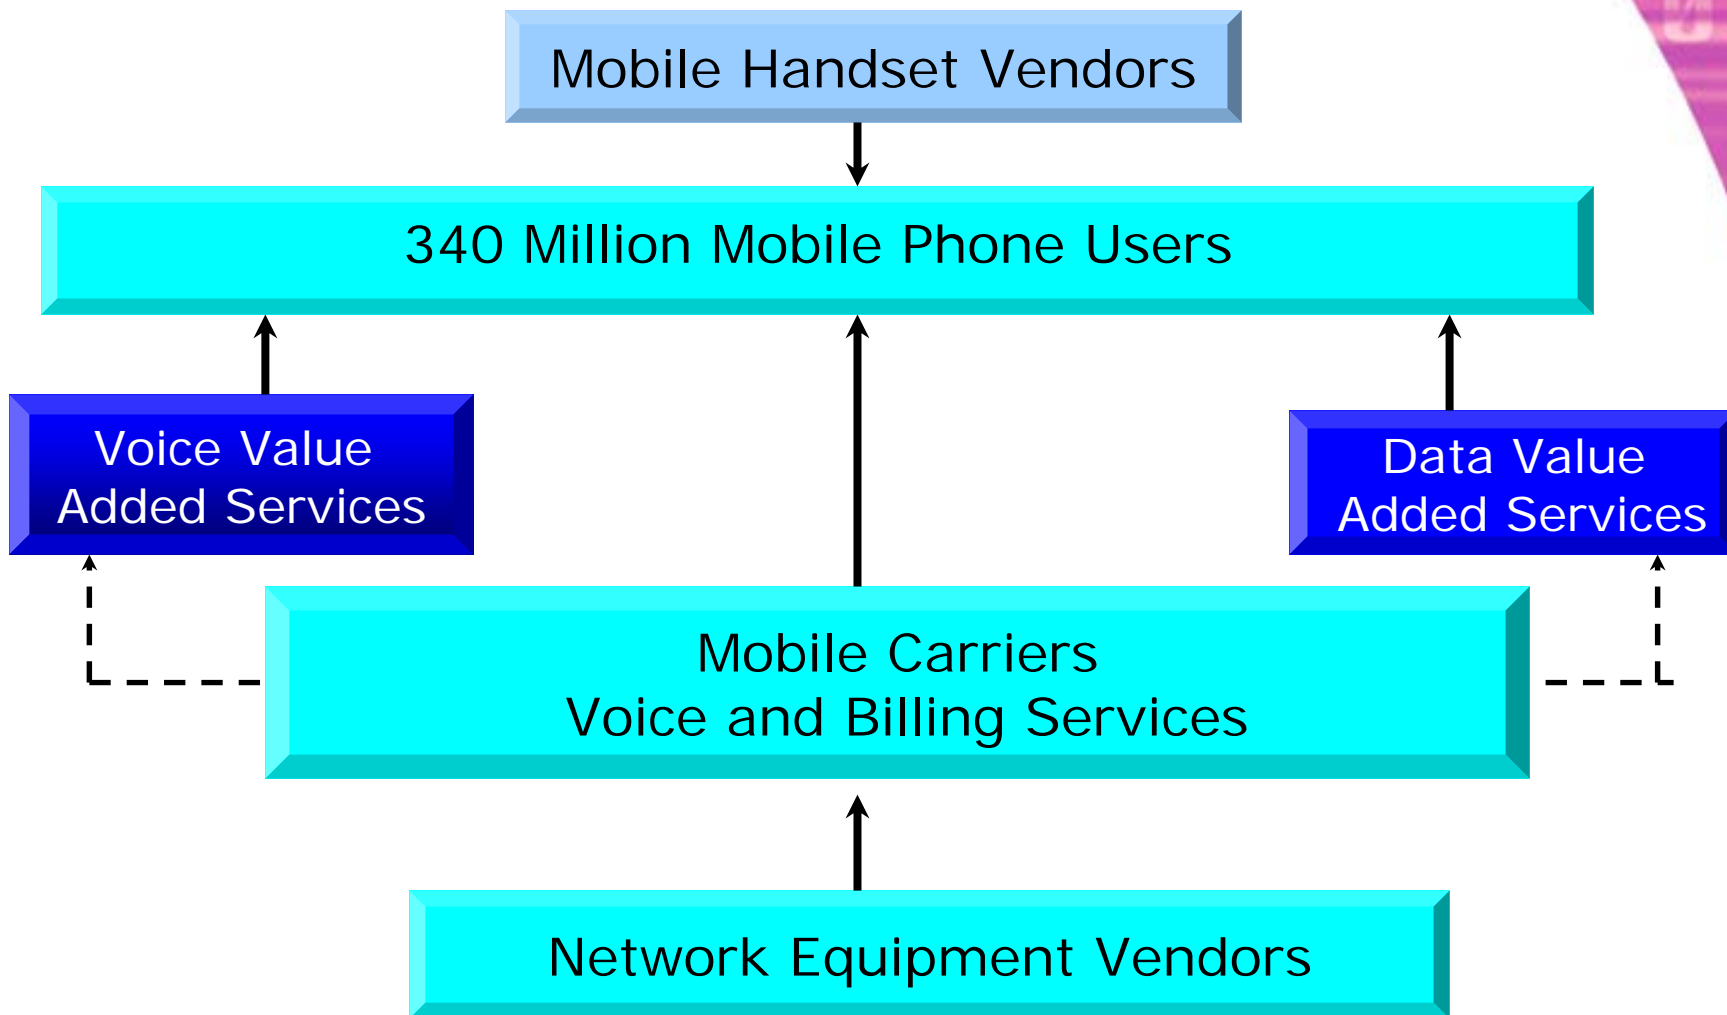 Mobile Handset Vendors
340 Million Mobile Phone Users
Voice Value
Added Services
Data Value
Added Services
Mobile Carriers
Voice and Billing Services
Network Equipment Vendors